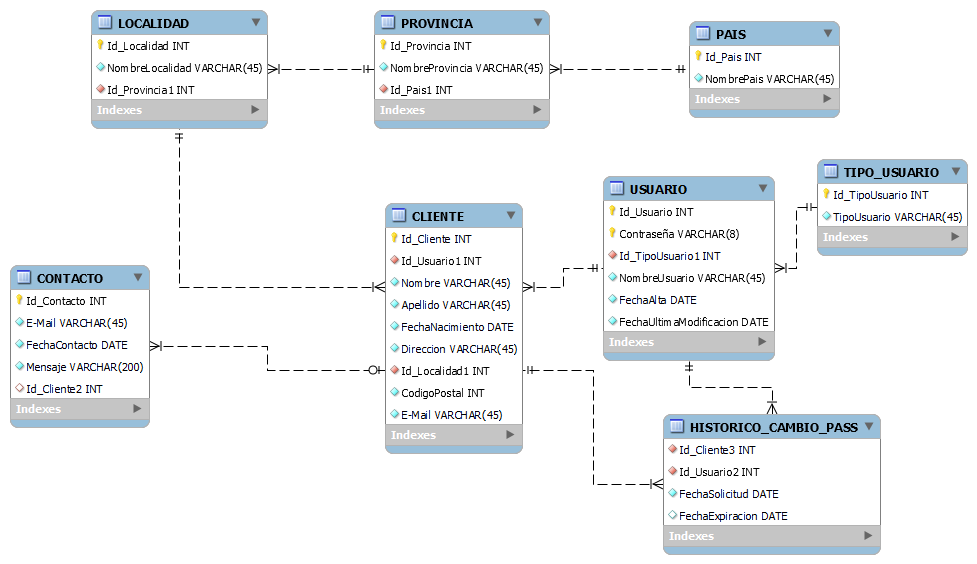 LOCALIDAD
Id_Localidad INT
NombreLocalidad VARCHAR(45)
Id_Provincia1 INT
Indexes
PROVINCIA
Id_Provincia INT
NombreProvincia VARCHAR(45)
Id_Pais1 INT
Indexes
PAIS
Id_Pais INT
NombrePais VARCHAR(45)
Indexes
TIPO_USUARIO
Id_TipoUsuario INT
TipoUsuario VARCHAR(45)
Indexes
USUARIO
Id_Usuario INT
Contraseña VARCHAR(8)
Id_TipoUsuario1 INT
NombreUsuario VARCHAR(45)
FechaAlta DATE
FechaUltimaModificacion DATE
Indexes
CLIENTE
Id_Cliente INT
Id_Usuario1 INT
Nombre VARCHAR(45)
Apellido VARCHAR(45)
FechaNacimiento DATE
Direccion VARCHAR(45)
Id_Localidad1 INT
CodigoPostal INT
E-Mail VARCHAR(45)
Indexes
CONTACTO
Id_Contacto INT
E-Mail VARCHAR(45)
FechaContacto DATE
Mensaje VARCHAR(200)
Id_Cliente2 INT
Indexes
HISTORICO_CAMBIO_PASS
Id_Cliente3 INT
Id_Usuario2 INT
FechaSolicitud DATE
FechaExpiracion DATE
Indexes